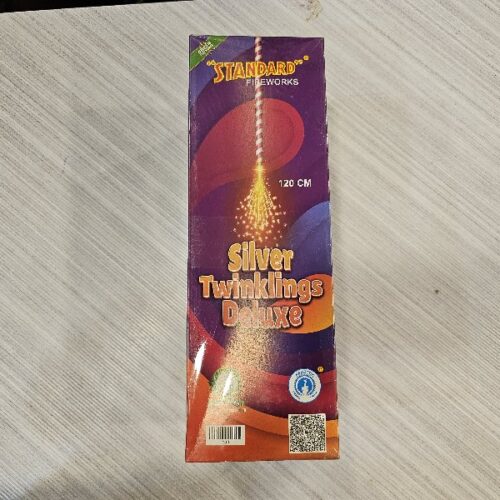 "STANDARD"®
FIREWORKS
120 CM
Silver
Twinklings
Deluxe